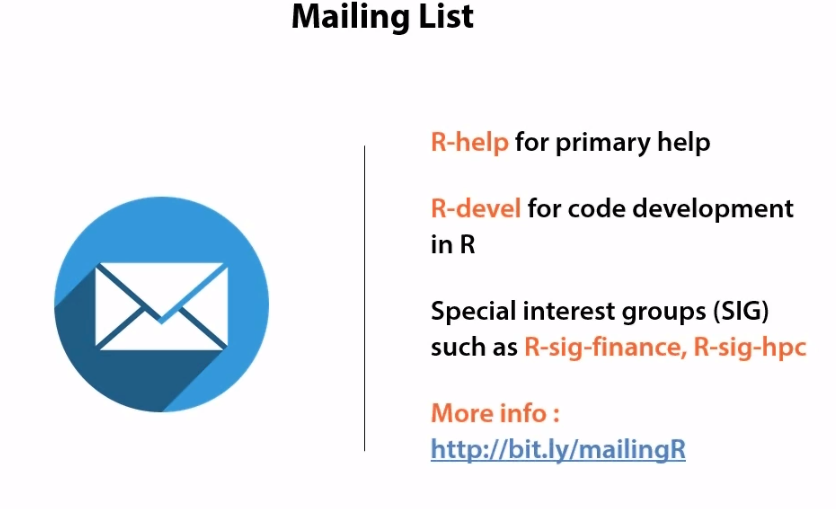 Mailing List
R-help for primary help
R-devel for code development
in R
Special interest groups (SIG)
such as R-sig-finance, R-sig-hpc
More info :
http://bit.ly/mailingR